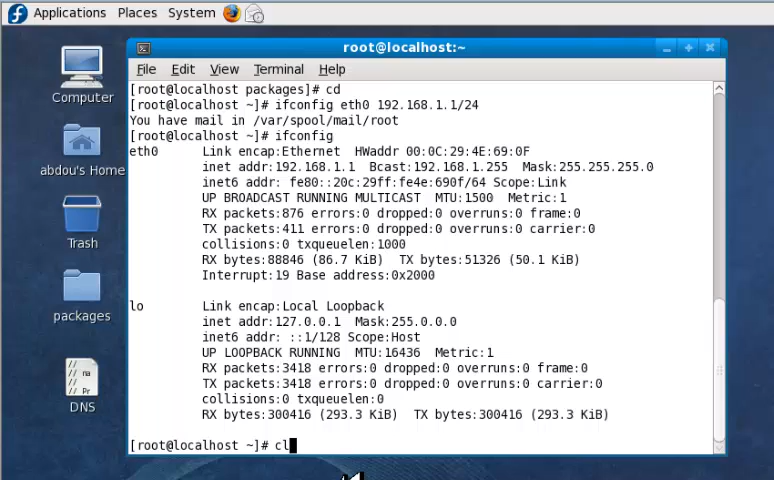 Applications Places System
root@localhost:~
File Edit View Terminal Help
[root@localhost packages]# cd
[root@localhost ~]# ifconfig eth0 192.168.1.1/24
You have mail in /var/spool/mail/root
[root@localhost ~]# ifconfig
eth0 Link encap:Ethernet HWaddr 00:0C:29:4E:69:0F
inet addr:192.168.1.1 Bcast:192.168.1.255 Mask:255.255.255.0
inet6 addr: fe80::20c:29ff:fe4e:690f/64 Scope:Link
UP BROADCAST RUNNING MULTICAST MTU:1500 Metric:1
RX packets:876 errors:0 dropped:0 overruns:0 frame:0
TX packets:411 errors:0 dropped:0 overruns:0 carrier:0
collisions:0 txqueuelen:1000
RX bytes:88846 (86.7 KiB) TX bytes:51326 (50.1 KiB)
Interrupt:19 Base address:0x2000
lo Link encap:Local Loopback
inet addr:127.0.0.1 Mask:255.0.0.0
inet6 addr: ::1/128 Scope:Host
UP LOOPBACK RUNNING MTU:16436 Metric:1
RX packets:3418 errors:0 dropped:0 overruns:0 frame:0
TX packets:3418 errors:0 dropped:0 overruns:0 carrier:0
collisions:0 txqueuelen:0
RX bytes:300416 (293.3 KiB) TX bytes:300416 (293.3 KiB)
[root@localhost ~]# cl
Computer
abdou's Home
Trash
packages
// na
// Pr
DNS